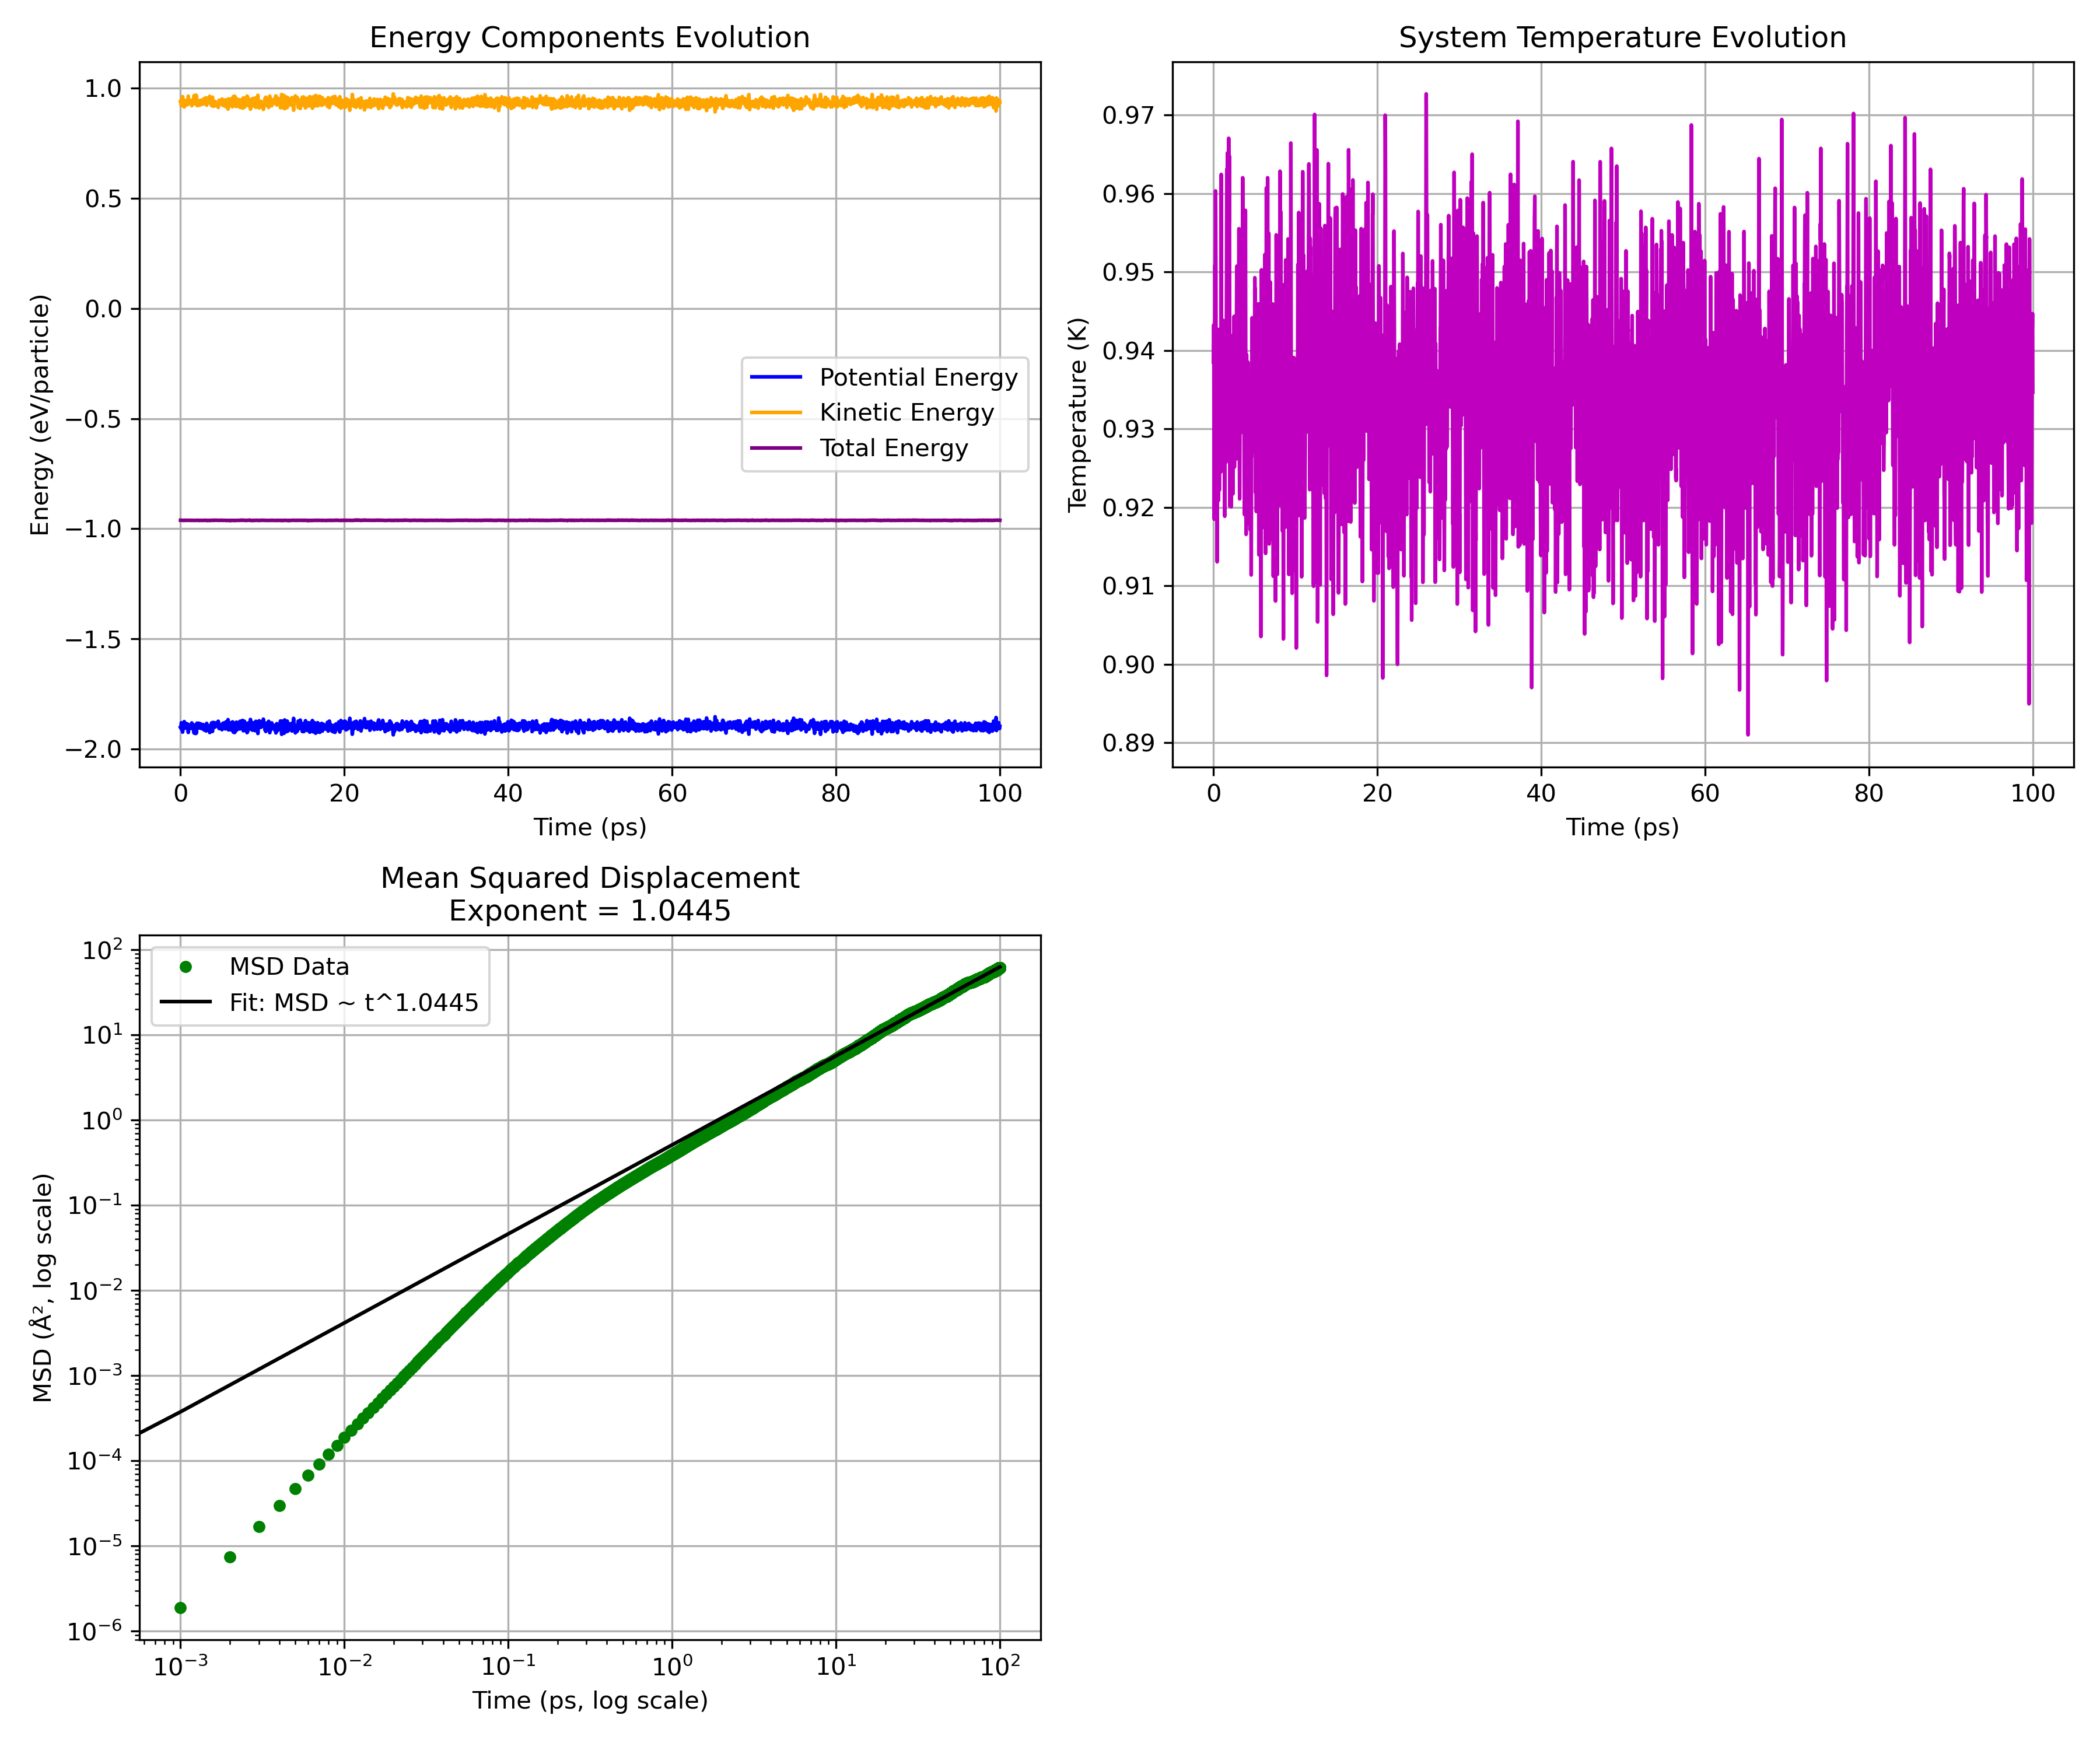 Energy Components Evolution
1.0
0.5
0.0
−0.5
−1.0
−1.5
−2.0
Energy (eV/particle)
Potential Energy
Kinetic Energy
Total Energy
0 20 40 60 80 100
Time (ps)
System Temperature Evolution
0.97
0.96
0.95
0.94
0.93
0.92
0.91
0.90
0.89
Temperature (K)
0 20 40 60 80 100
Time (ps)
Mean Squared Displacement
Exponent = 1.0445
MSD Data
Fit: MSD ~ t^1.0445
10²
10¹
10⁰
10⁻¹
10⁻²
10⁻³
10⁻⁴
10⁻⁵
10⁻⁶
MSD (Å², log scale)
10⁻³ 10⁻² 10⁻¹ 10⁰ 10¹ 10²
Time (ps, log scale)